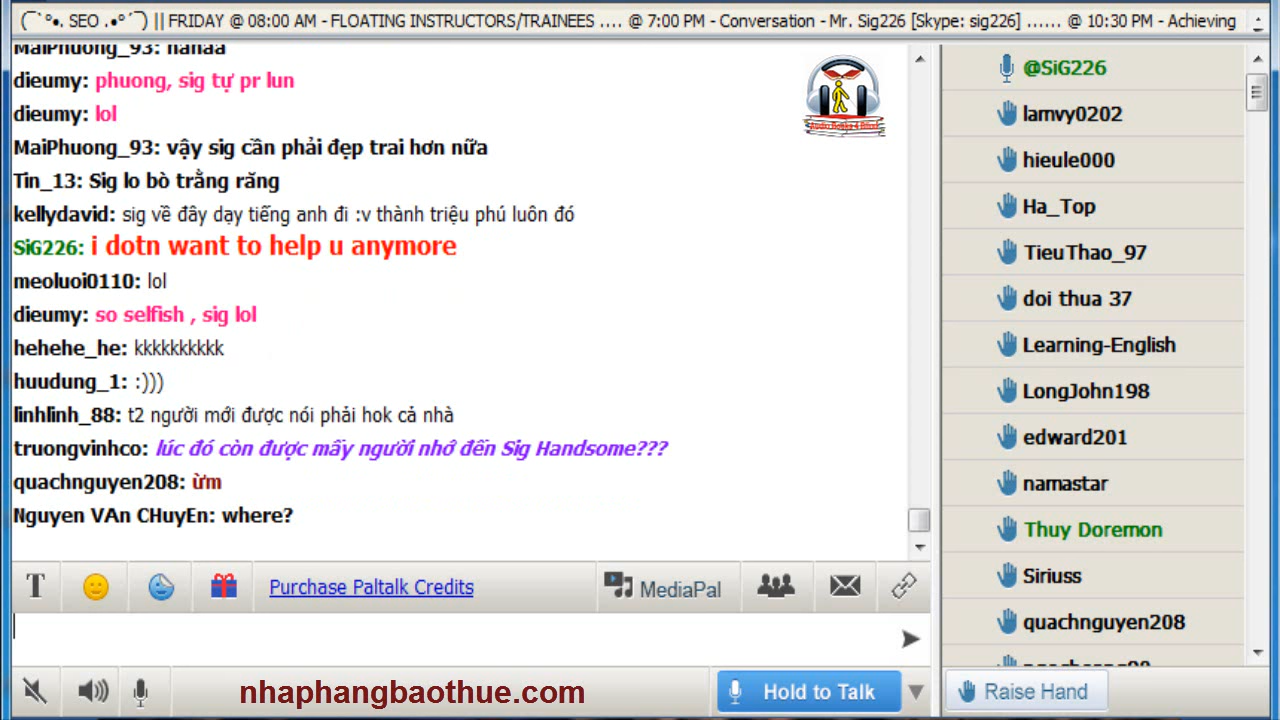 (¯`°•. SEO .•°´¯) || FRIDAY @ 08:00 AM - FLOATING INSTRUCTORS/TRAINEES .... @ 7:00 PM - Conversation - Mr. Sig226 [Skype: sig226] ...... @ 10:30 PM - Achieving
MaiPhuong_93: hahaa
dieumy: phuong, sig tự pr lun
dieumy: lol
MaiPhuong_93: vậy sig cần phải đẹp trai hơn nữa
Tin_13: Sig lo bò trằng răng
kellydavid: sig về đây dạy tiếng anh đi :v thành triệu phú luôn đó
SiG226: i dotn want to help u anymore
meoluoi0110: lol
dieumy: so selfish , sig lol
hehehe_he: kkkkkkkkkk
huudung_1: :)))
linhlinh_88: t2 người mới được nói phải hok cả nhà
truongvinhco: lúc đó còn được mấy người nhớ đến Sig Handsome???
quachnguyen208: ừm
Nguyen VAn CHuyEn: where?
Purchase Paltalk Credits
MediaPal
nhaphangbaothue.com
Hold to Talk
@SiG226
lamvy0202
hieule000
Ha_Top
TieuThao_97
doi thua 37
Learning-English
LongJohn198
edward201
namastar
Thuy Doremon
Siriuss
quachnguyen208
Raise Hand